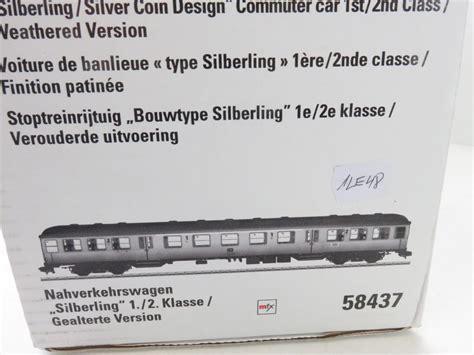 Silberling/Silver Coin Design" Commuter car 1st/2nd Class/
Weathered Version
Voiture de banlieue « type Silberling » 1ère/2nde classe/
Finition patinée
Stoptreinrijtuig „Bouwtype Silberling" 1e/2e klasse/
Verouderde uitvoering
1LE48
Nahverkehrswagen
„Silberling" 1./2. Klasse/
Gealterte Version
mfx
58437